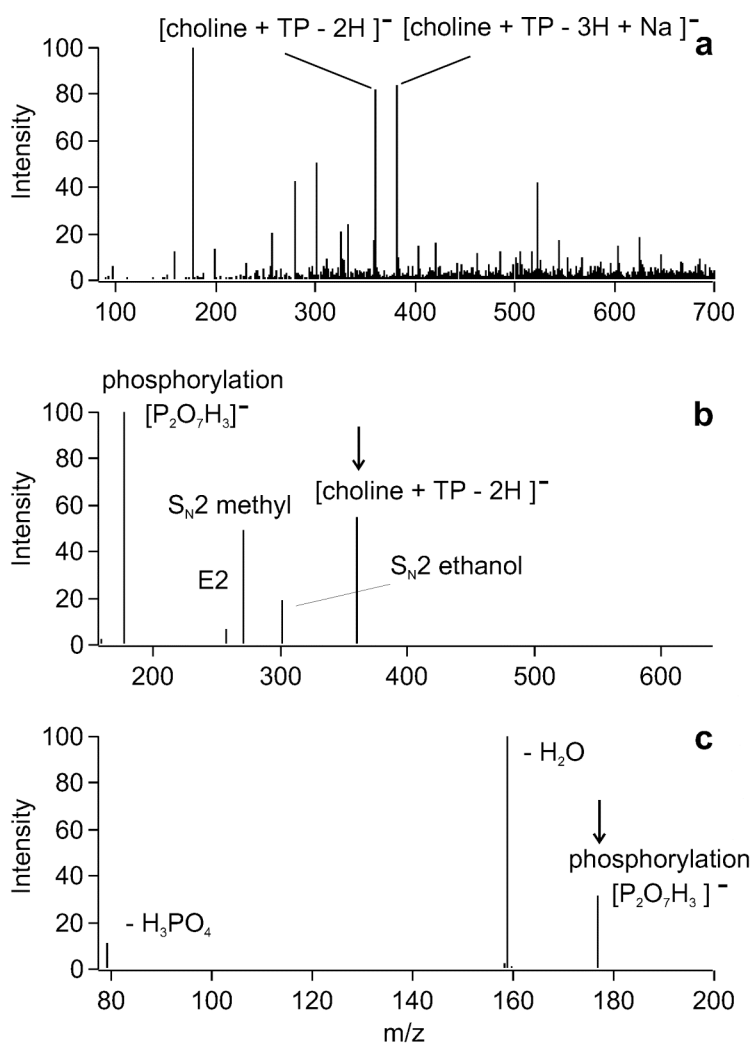 [choline + TP - 2H ]⁻ [choline + TP - 3H + Na ]⁻ a
100
80
60
40
20
0
Intensity
100 200 300 400 500 600 700
phosphorylation
[P₂O₇H₃]⁻
b
100
80
60
40
20
0
Intensity
[choline + TP - 2H ]⁻
Sₙ2 methyl
E2
Sₙ2 ethanol
200 300 400 500 600
c
100
80
60
40
20
0
Intensity
- H₂O
phosphorylation
[P₂O₇H₃ ]⁻
- H₃PO₄
80 100 120 140 160 180 200
m/z